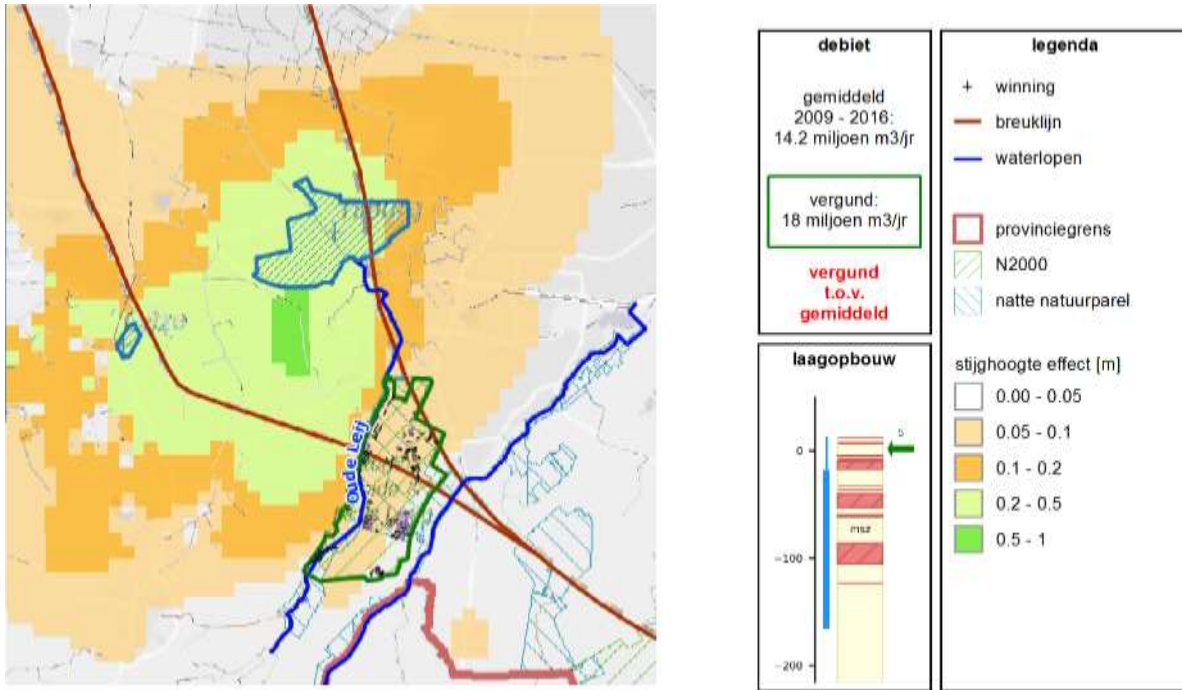 Oude Leij
debiet
gemiddeld
2009 - 2016:
14.2 miljoen m3/jr
vergund:
18 miljoen m3/jr
vergund
t.o.v.
gemiddeld
laagopbouw
5
0
msz
−100
−200
legenda
winning
breuklijn
waterlopen
provinciegrens
N2000
natte natuurparel
stijghoogte effect [m]
0.00 - 0.05
0.05 - 0.1
0.1 - 0.2
0.2 - 0.5
0.5 - 1